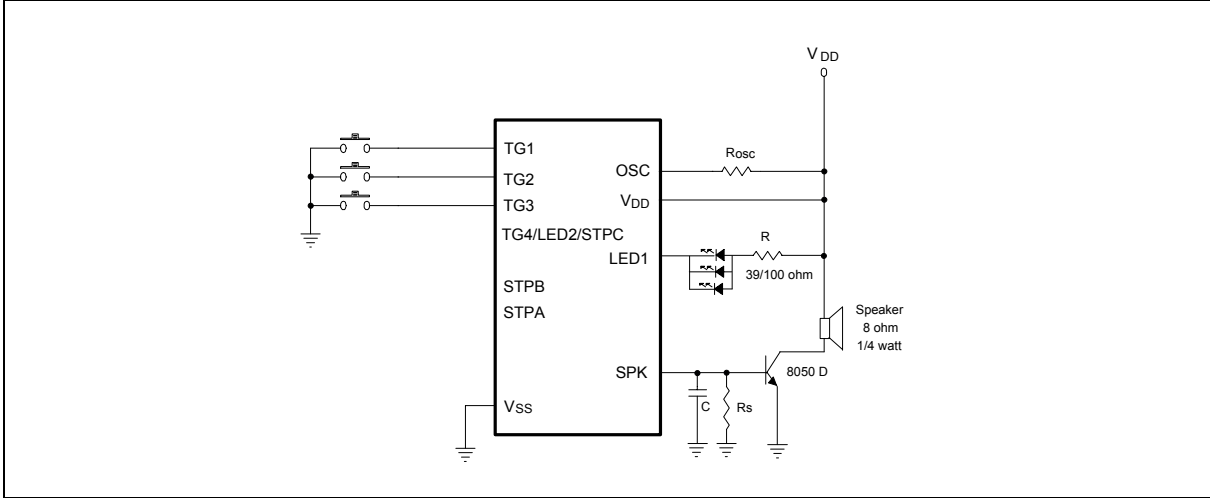 VDD
TG1
TG2
TG3
TG4/LED2/STPC
STPB
STPA
VSS
OSC
VDD
LED1
SPK
Rosc
R
39/100 ohm
Speaker
8 ohm
1/4 watt
8050 D
C
Rs